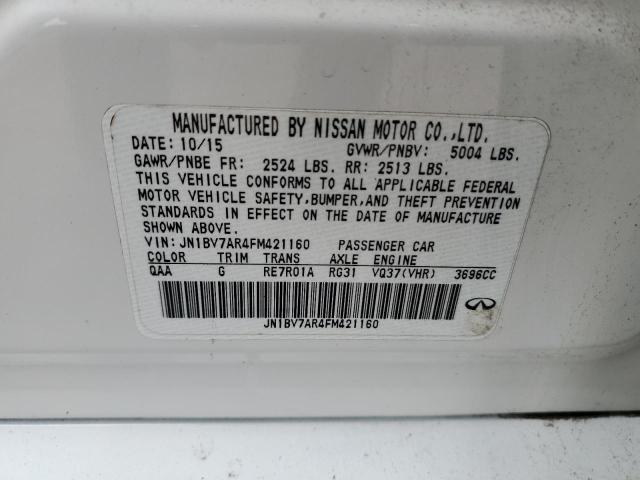 MANUFACTURED BY NISSAN MOTOR CO.,LTD.
DATE: 10/15 GVWR/PNBV: 5004 LBS.
GAWR/PNBE FR: 2524 LBS. RR: 2513 LBS.
THIS VEHICLE CONFORMS TO ALL APPLICABLE FEDERAL
MOTOR VEHICLE SAFETY,BUMPER,AND THEFT PREVENTION
STANDARDS IN EFFECT ON THE DATE OF MANUFACTURE
SHOWN ABOVE.
VIN: JN1BV7AR4FM421160 PASSENGER CAR
COLOR TRIM TRANS AXLE ENGINE
QAA G RE7R01A RG31 VQ37(VHR) 3696CC
JN1BV7AR4FM421160